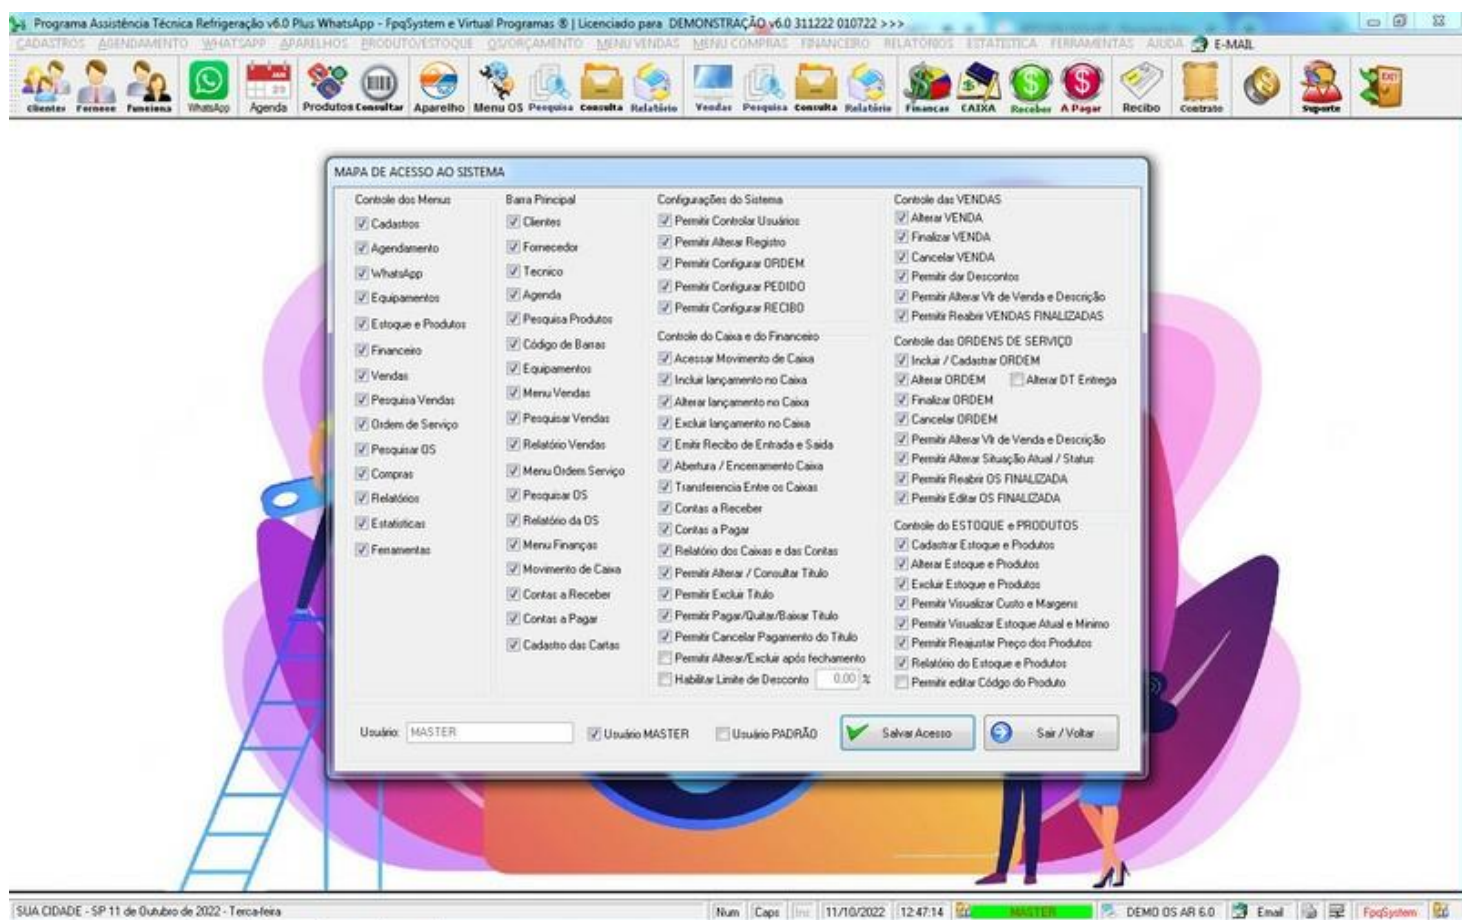 Programa Assistência Técnica Refrigeração v6.0 Plus WhatsApp - FpqSystem e Virtual Programas ® | Licenciado para DEMONSTRAÇÃO v6.0 311222 010722 >>>
CADASTROS AGENDAMENTO WHATSAPP APARELHOS PRODUTO/ESTOQUE OS/ORÇAMENTO MENU VENDAS MENU COMPRAS FINANCEIRO RELATÓRIOS ESTATISTICA FERRAMENTAS AJUDA E-MAIL
Clientes Fornece Funciona WhatsApp Agenda Produtos Consultar Aparelho Menu OS Pesquisa Consulta Relatório Vendas Pesquisa Consulta Relatório Financas CAIXA Receber A Pagar Recibo Contrato Suporte
MAPA DE ACESSO AO SISTEMA
Controle dos Menus
Cadastros
Agendamento
WhatsApp
Equipamentos
Estoque e Produtos
Financeiro
Vendas
Pesquisa Vendas
Ordem de Serviço
Pesquisar OS
Compras
Relatórios
Estatisticas
Ferramentas
Barra Principal
Clientes
Fornecedor
Tecnico
Agenda
Pesquisa Produtos
Código de Barras
Equipamentos
Menu Vendas
Pesquisar Vendas
Relatório Vendas
Menu Ordem Serviço
Pesquisar OS
Relatório da OS
Menu Finanças
Movimento de Caixa
Contas a Receber
Contas a Pagar
Cadastro das Cartas
Configurações do Sistema
Permitir Controlar Usuários
Permitir Alterar Registro
Permitir Configurar ORDEM
Permitir Configurar PEDIDO
Permitir Configurar RECIBO
Controle do Caixa e do Financeiro
Acessar Movimento de Caixa
Incluir lançamento no Caixa
Alterar lançamento no Caixa
Excluir lançamento no Caixa
Emitir Recibo de Entrada e Saida
Abertura / Encerramento Caixa
Transferencia Entre os Caixas
Contas a Receber
Contas a Pagar
Relatório dos Caixas e das Contas
Permitir Alterar / Consultar Titulo
Permitir Excluir Titulo
Permitir Pagar/Quitar/Baixar Titulo
Permitir Cancelar Pagamento do Titulo
Permitir Alterar/Excluir após fechamento
Habilitar Limite de Desconto 0,00 %
Controle das VENDAS
Alterar VENDA
Finalizar VENDA
Cancelar VENDA
Permitir dar Descontos
Permitir Alterar Vlr de Venda e Descrição
Permitir Reabrir VENDAS FINALIZADAS
Controle das ORDENS DE SERVIÇO
Incluir / Cadastrar ORDEM
Alterar ORDEM Alterar DT Entrega
Finalizar ORDEM
Cancelar ORDEM
Permitir Alterar Vlr de Venda e Descrição
Permitir Alterar Situação Atual / Status
Permitir Reabrir OS FINALIZADA
Permitir Editar OS FINALIZADA
Controle do ESTOQUE e PRODUTOS
Cadastrar Estoque e Produtos
Alterar Estoque e Produtos
Excluir Estoque e Produtos
Permitir Visualizar Custo e Margens
Permitir Visualizar Estoque Atual e Minimo
Permitir Reajustar Preço dos Produtos
Relatório do Estoque e Produtos
Permitir editar Códgo do Produto
Usuário: MASTER Usuário MASTER Usuário PADRÃO Salvar Acesso Sair / Voltar
SUA CIDADE - SP 11 de Outubro de 2022 - Terca-feira Num Caps Ins 11/10/2022 12:47:14 MASTER DEMO OS AR 6.0 Email FpqSystem